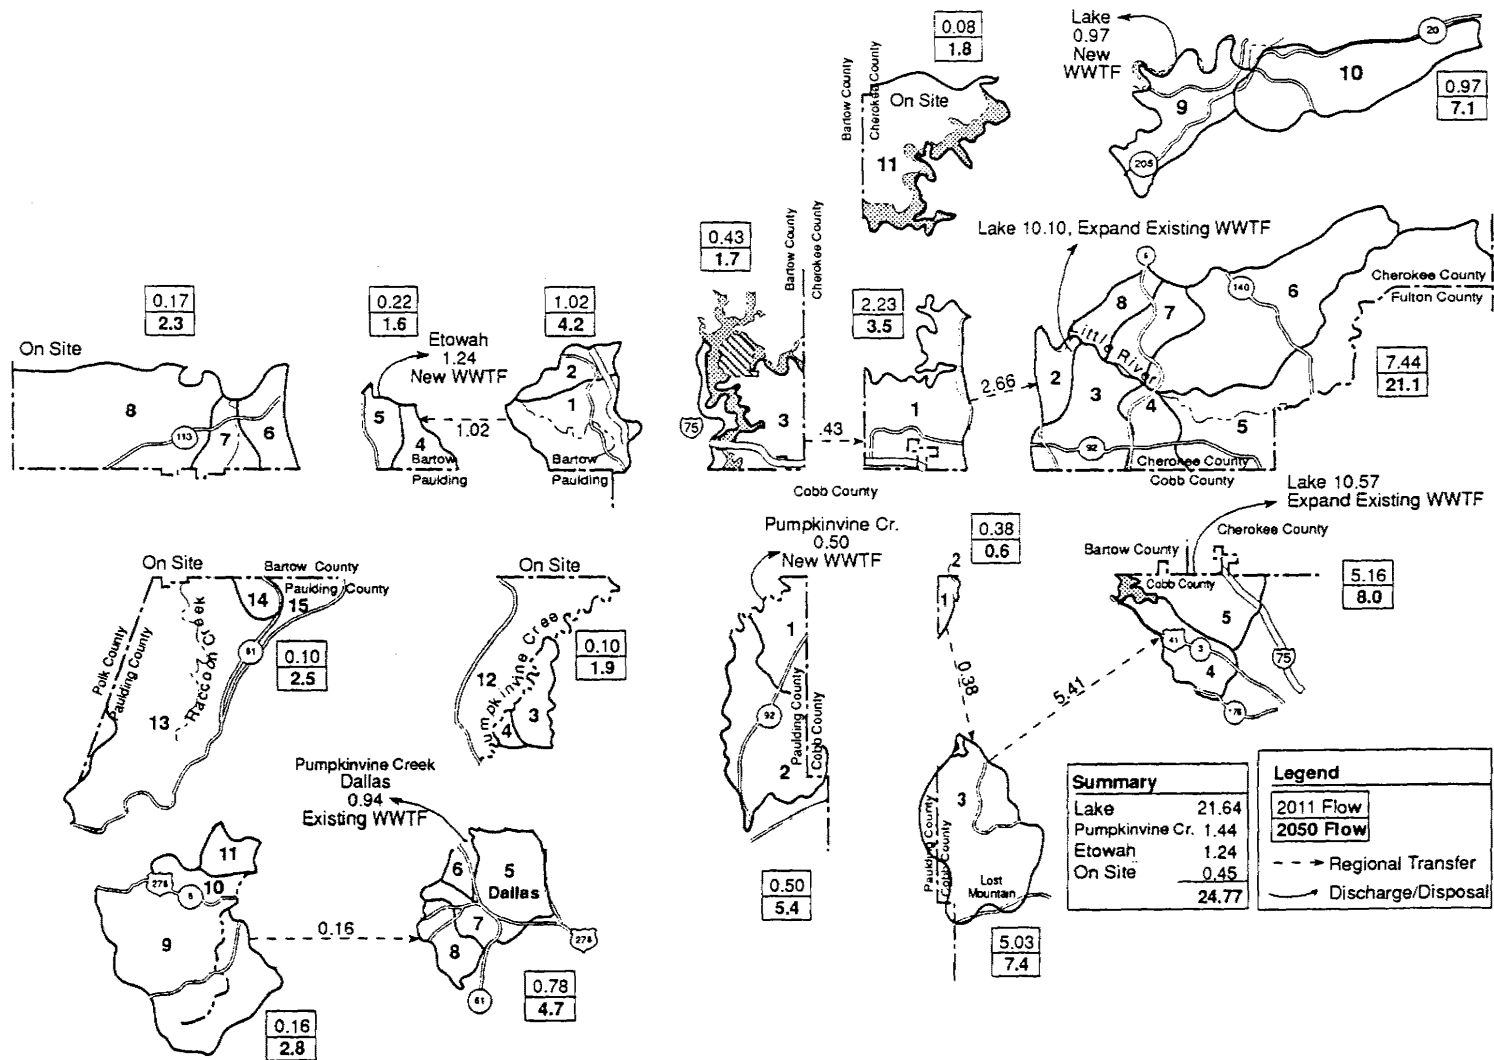 Lake
0.97
New
WWTF
20
10
9
205
0.97
7.1
0.08
1.8
Bartow County
Cherokee County
On Site
11
0.43
1.7
Bartow County
Cherokee County
75
3
.43
Lake 10.10, Expand Existing WWTF
2.23
3.5
1
2.66
Cobb County
5
8
7
140
6
Cherokee County
Fulton County
Little River
2
3
4
5
92
Cherokee County
Cobb County
7.44
21.1
0.17
2.3
On Site
8
113
7
6
0.22
1.6
Etowah
1.24
New WWTF
5
4
Bartow
Paulding
1.02
1.02
4.2
2
1
Bartow
Paulding
On Site
Bartow County
Paulding County
14
15
Polk County
Paulding County
Raccoon Creek
61
13
0.10
2.5
On Site
Pumpkinvine Cree
12
3
4
0.10
1.9
Pumpkinvine Cr.
0.50
New WWTF
1
92
Paulding County
Cobb County
2
0.50
5.4
0.38
0.6
2
1
0.38
5.41
3
Paulding County
Cobb County
Lost
Mountain
5.03
7.4
Lake 10.57
Expand Existing WWTF
Bartow County
Cherokee County
Cobb County
5
41
3
4
75
176
5.16
8.0
Pumpkinvine Creek
Dallas
0.94
Existing WWTF
11
278
6
10
9
0.16
0.16
2.8
6
5
Dallas
7
8
278
61
0.78
4.7
Summary
Lake 21.64
Pumpkinvine Cr. 1.44
Etowah 1.24
On Site 0.45
24.77
Legend
2011 Flow
2050 Flow
Regional Transfer
Discharge/Disposal